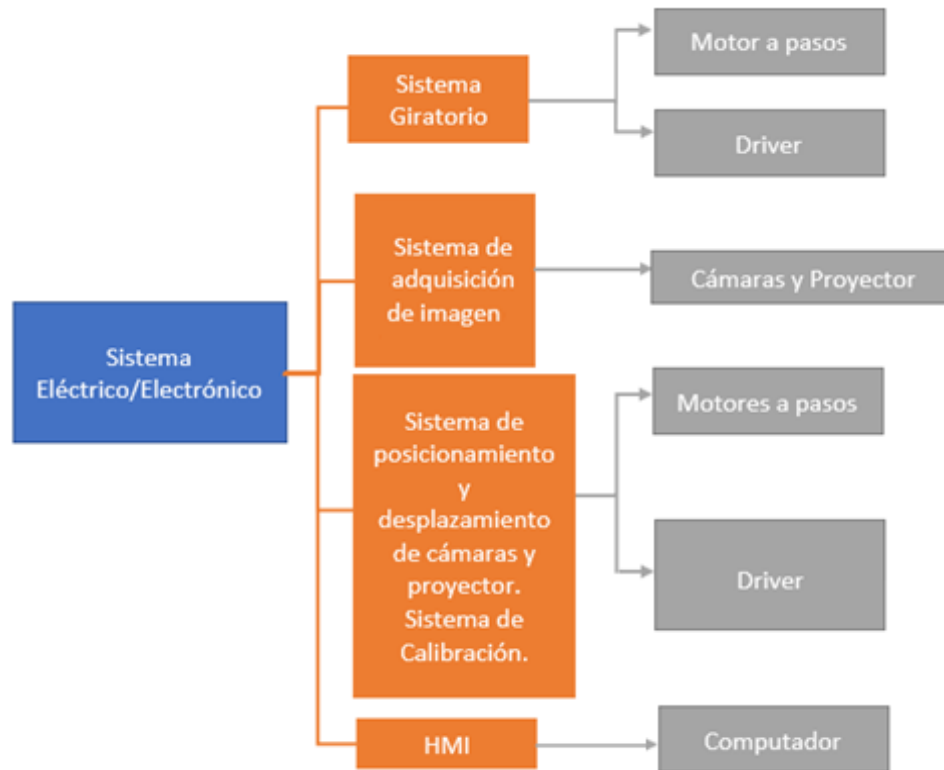 Sistema
Eléctrico/Electrónico
Sistema
Giratorio
Motor a pasos
Driver
Sistema de
adquisición
de imagen
Cámaras y Proyector
Sistema de
posicionamiento
y
desplazamiento
de cámaras y
proyector.
Sistema de
Calibración.
Motores a pasos
Driver
HMI
Computador